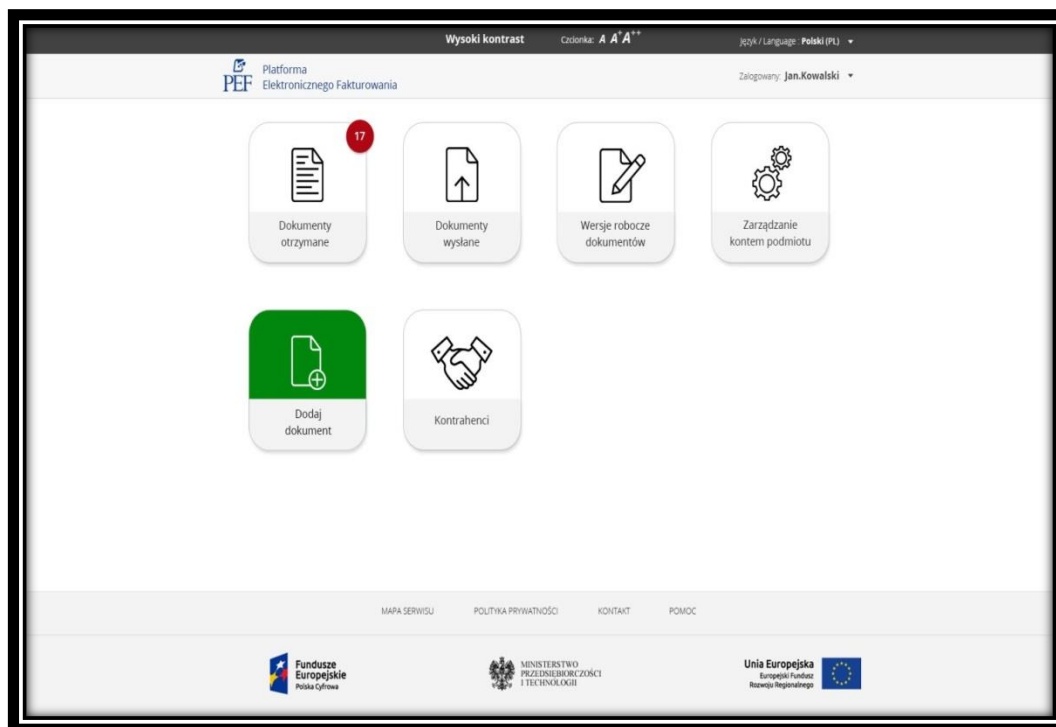 Wysoki kontrast Czcionka: A A+ A++ Język / Language : Polski (PL)
PEF Platforma
Elektronicznego Fakturowania
Zalogowany: Jan.Kowalski
17
Dokumenty
otrzymane
Dokumenty
wysłane
Wersje robocze
dokumentów
Zarządzanie
kontem podmiotu
Dodaj
dokument
Kontrahenci
MAPA SERWISU POLITYKA PRYWATNOŚCI KONTAKT POMOC
Fundusze
Europejskie
Polska Cyfrowa
MINISTERSTWO
PRZEDSIĘBIORCZOŚCI
I TECHNOLOGII
Unia Europejska
Europejski Fundusz
Rozwoju Regionalnego